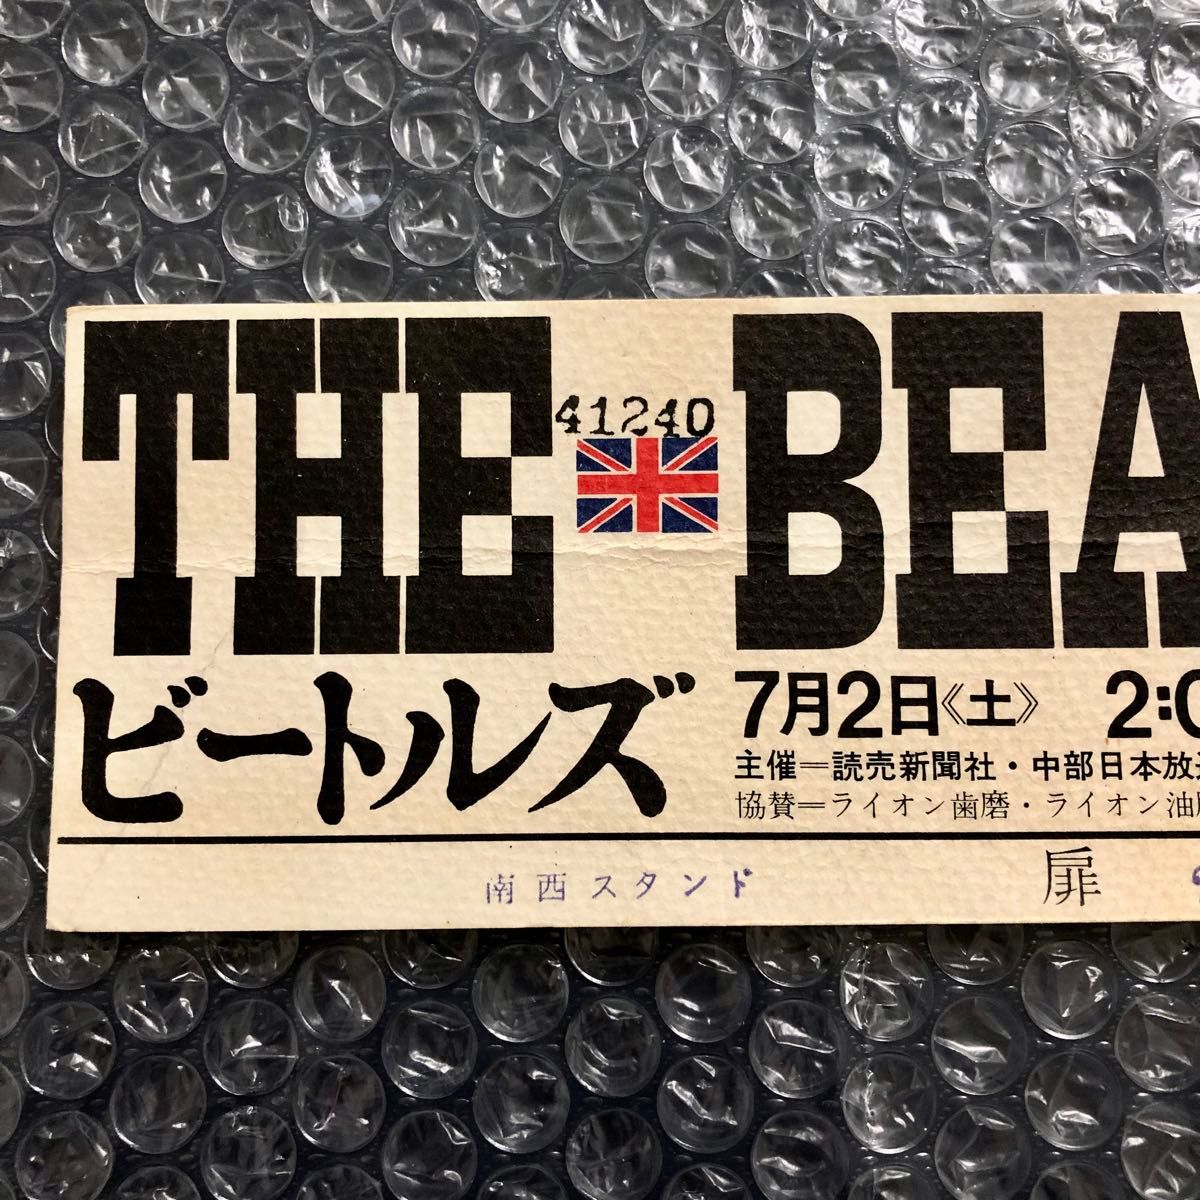 THE BEA
41240
ビートルズ
7月2日《土》 2:0
主催＝読売新聞社・中部日本放送
協賛＝ライオン歯磨・ライオン油脂
南西スタンド
扉